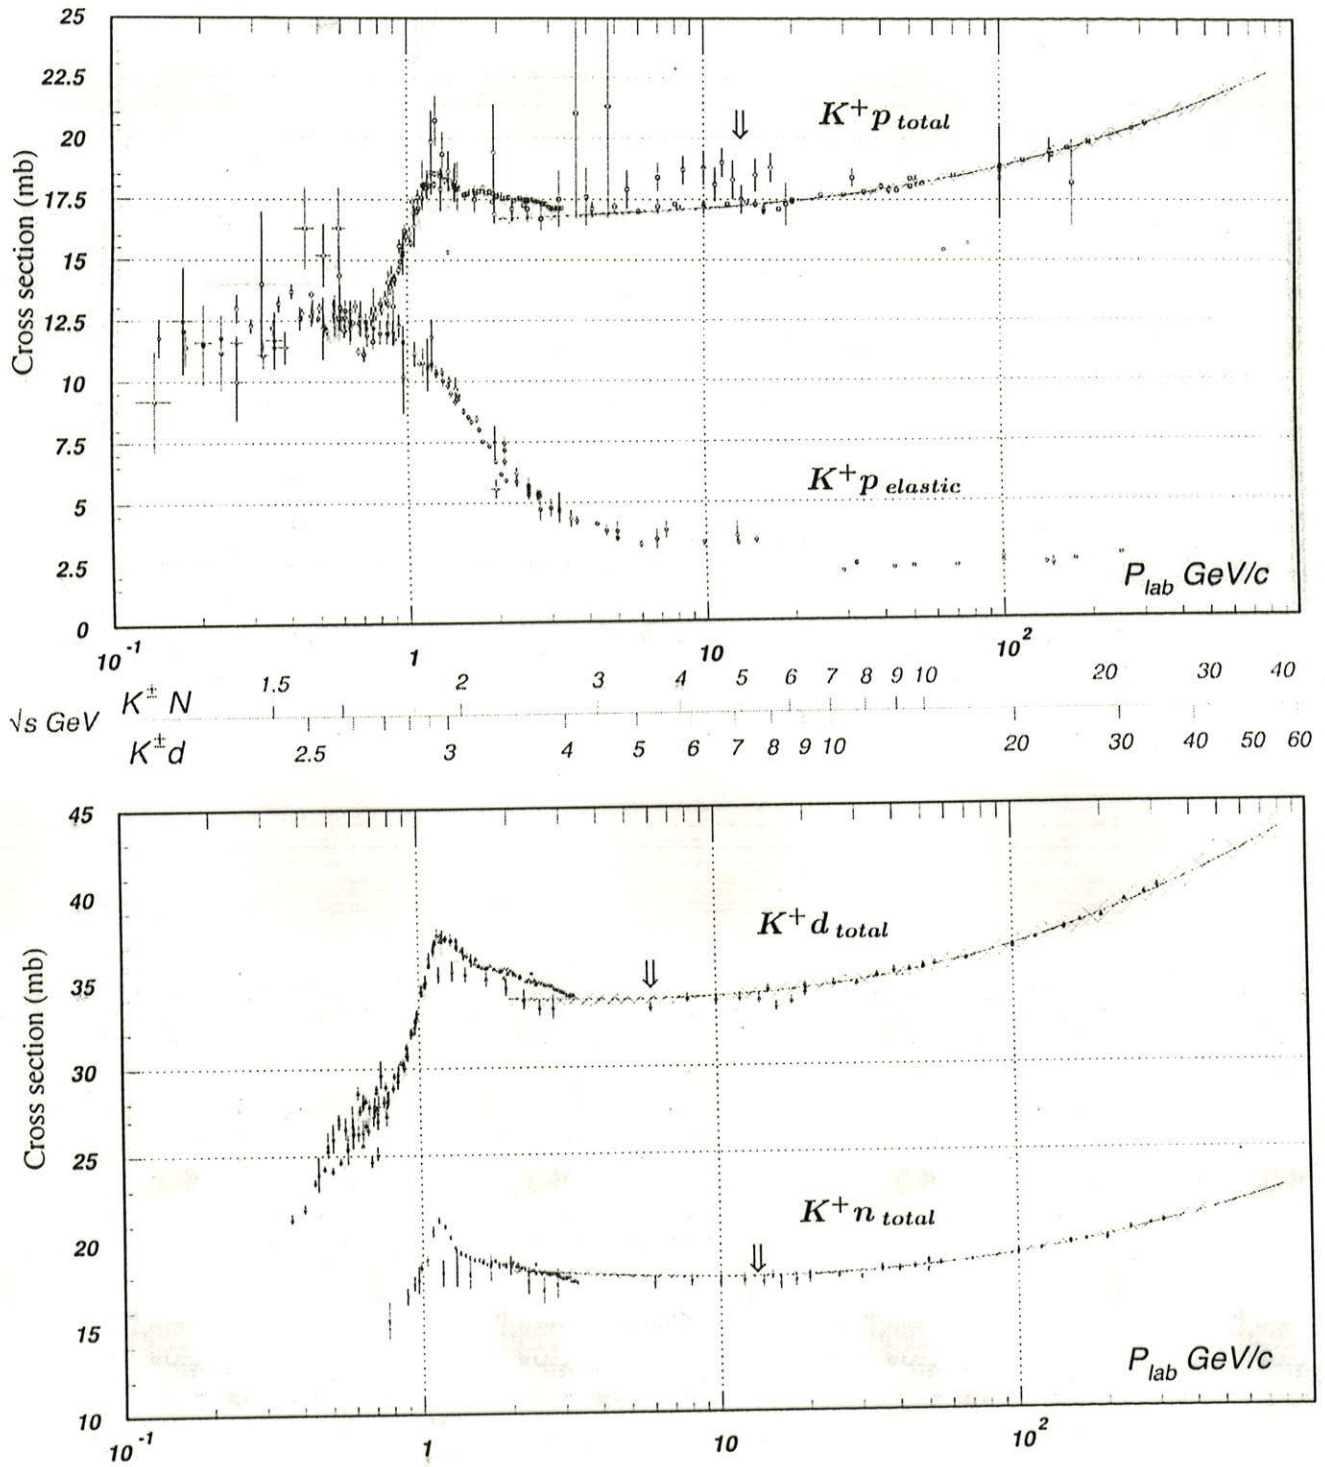 25
22.5
20
17.5
15
12.5
10
7.5
5
2.5
0
Cross section (mb)
K⁺p total
K⁺p elastic
P_lab GeV/c
10⁻¹ 1 10 10²
√s GeV
K± N 1.5 2 3 4 5 6 7 8 9 10 20 30 40
K±d 2.5 3 4 5 6 7 8 9 10 20 30 40 50 60
45
40
35
30
25
20
15
10
Cross section (mb)
K⁺d total
K⁺n total
P_lab GeV/c
10⁻¹ 1 10 10²